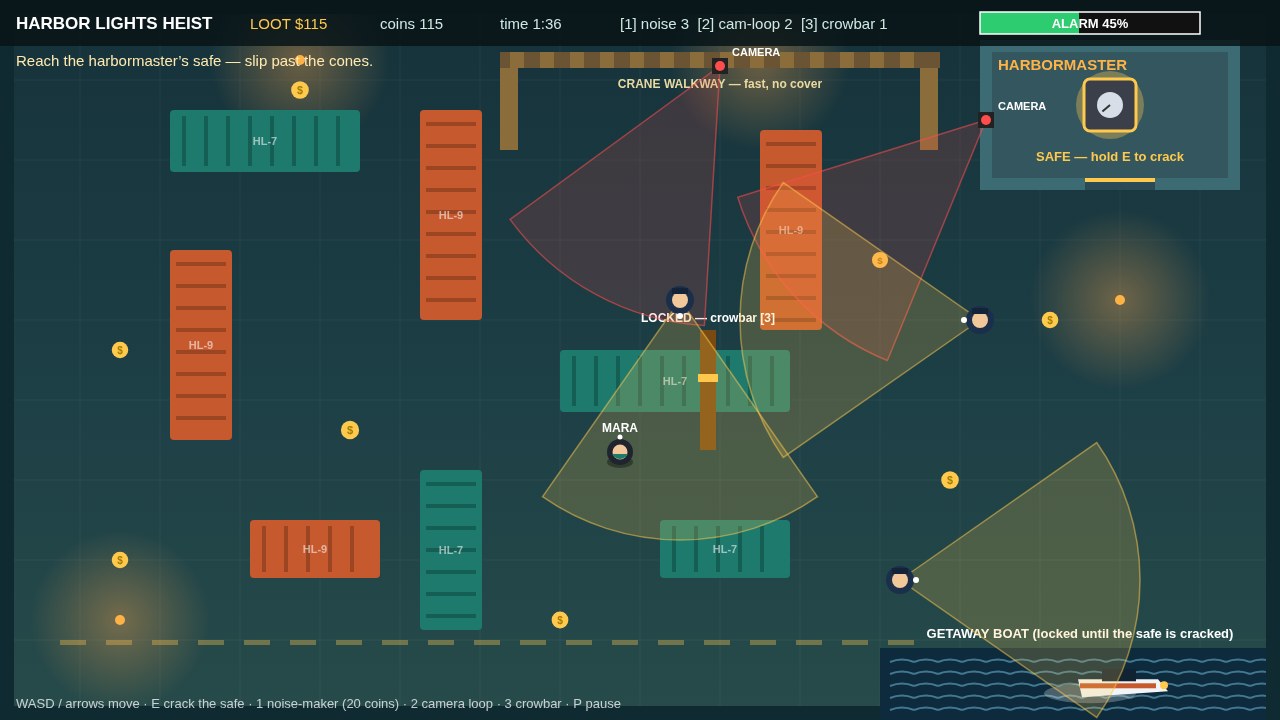 HARBOR LIGHTS HEIST
LOOT $115
coins 115
time 1:36
[1] noise 3 [2] cam-loop 2 [3] crowbar 1
ALARM 45%
Reach the harbormaster’s safe — slip past the cones.
CAMERA
CRANE WALKWAY — fast, no cover
HARBORMASTER
CAMERA
SAFE — hold E to crack
$
HL-7
HL-9
HL-9
$
HL-9
$
LOCKED — crowbar [3]
$
HL-7
$
MARA
$
$
HL-9
HL-7
HL-7
$
$
GETAWAY BOAT (locked until the safe is cracked)
WASD / arrows move · E crack the safe · 1 noise-maker (20 coins) · 2 camera loop · 3 crowbar · P pause